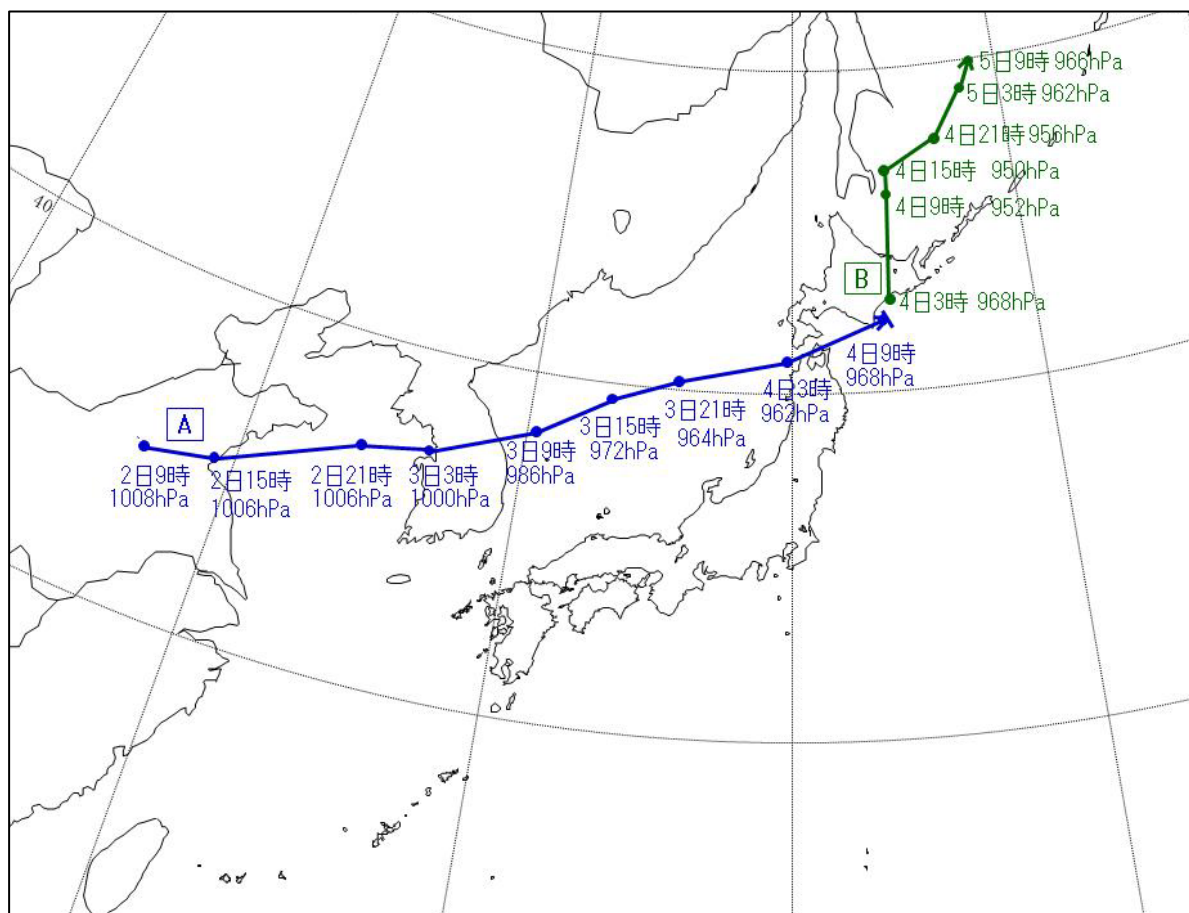 5日9時 966hPa
5日3時 962hPa
4日21時 956hPa
4日15時 950hPa
4日9時 952hPa
40
B
4日3時 968hPa
4日9時
968hPa
4日3時
962hPa
3日21時
964hPa
3日15時
972hPa
A
3日9時
986hPa
3日3時
1000hPa
2日21時
1006hPa
2日15時
1006hPa
2日9時
1008hPa